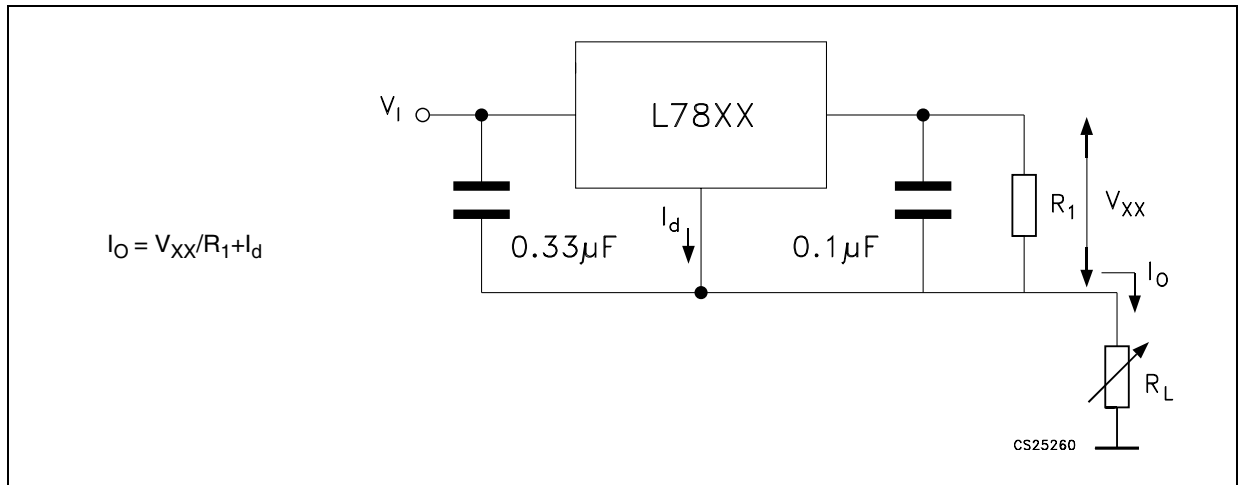 V_I
L78XX
I_d
R_1
V_XX
I_O = V_XX/R_1+I_d
0.33µF
0.1µF
I_O
R_L
CS25260